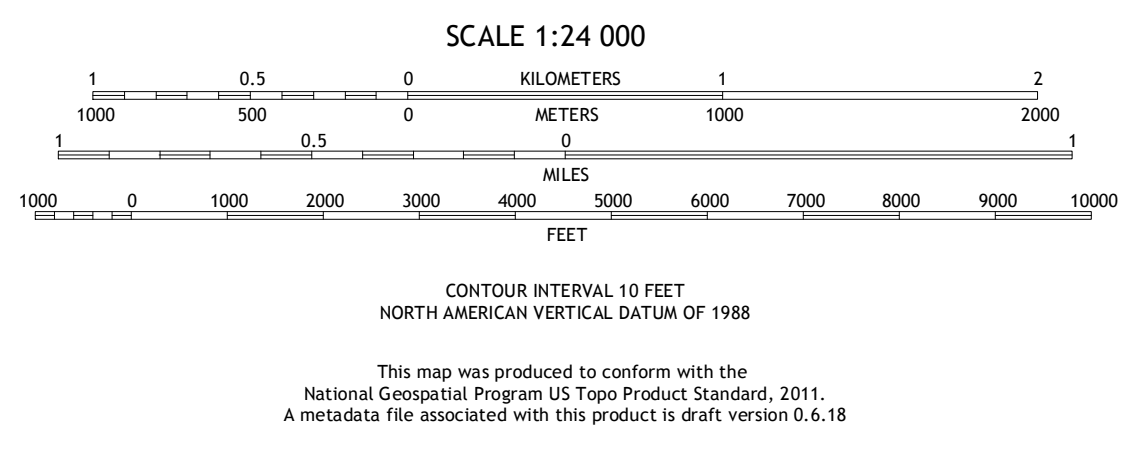 SCALE 1:24 000
1 0.5 0 KILOMETERS 1 2
1000 500 0 METERS 1000 2000
1 0.5 0 1
MILES
1000 0 1000 2000 3000 4000 5000 6000 7000 8000 9000 10000
FEET
CONTOUR INTERVAL 10 FEET
NORTH AMERICAN VERTICAL DATUM OF 1988
This map was produced to conform with the
National Geospatial Program US Topo Product Standard, 2011.
A metadata file associated with this product is draft version 0.6.18